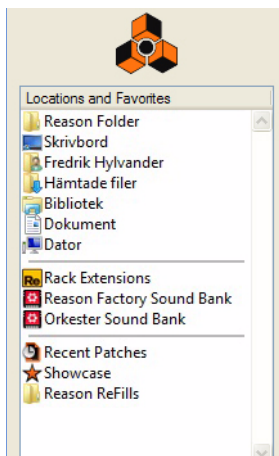 Locations and Favorites
Reason Folder
Skrivbord
Fredrik Hylvander
Hämtade filer
Bibliotek
Dokument
Dator
Re Rack Extensions
Reason Factory Sound Bank
Orkester Sound Bank
Recent Patches
Showcase
Reason ReFills